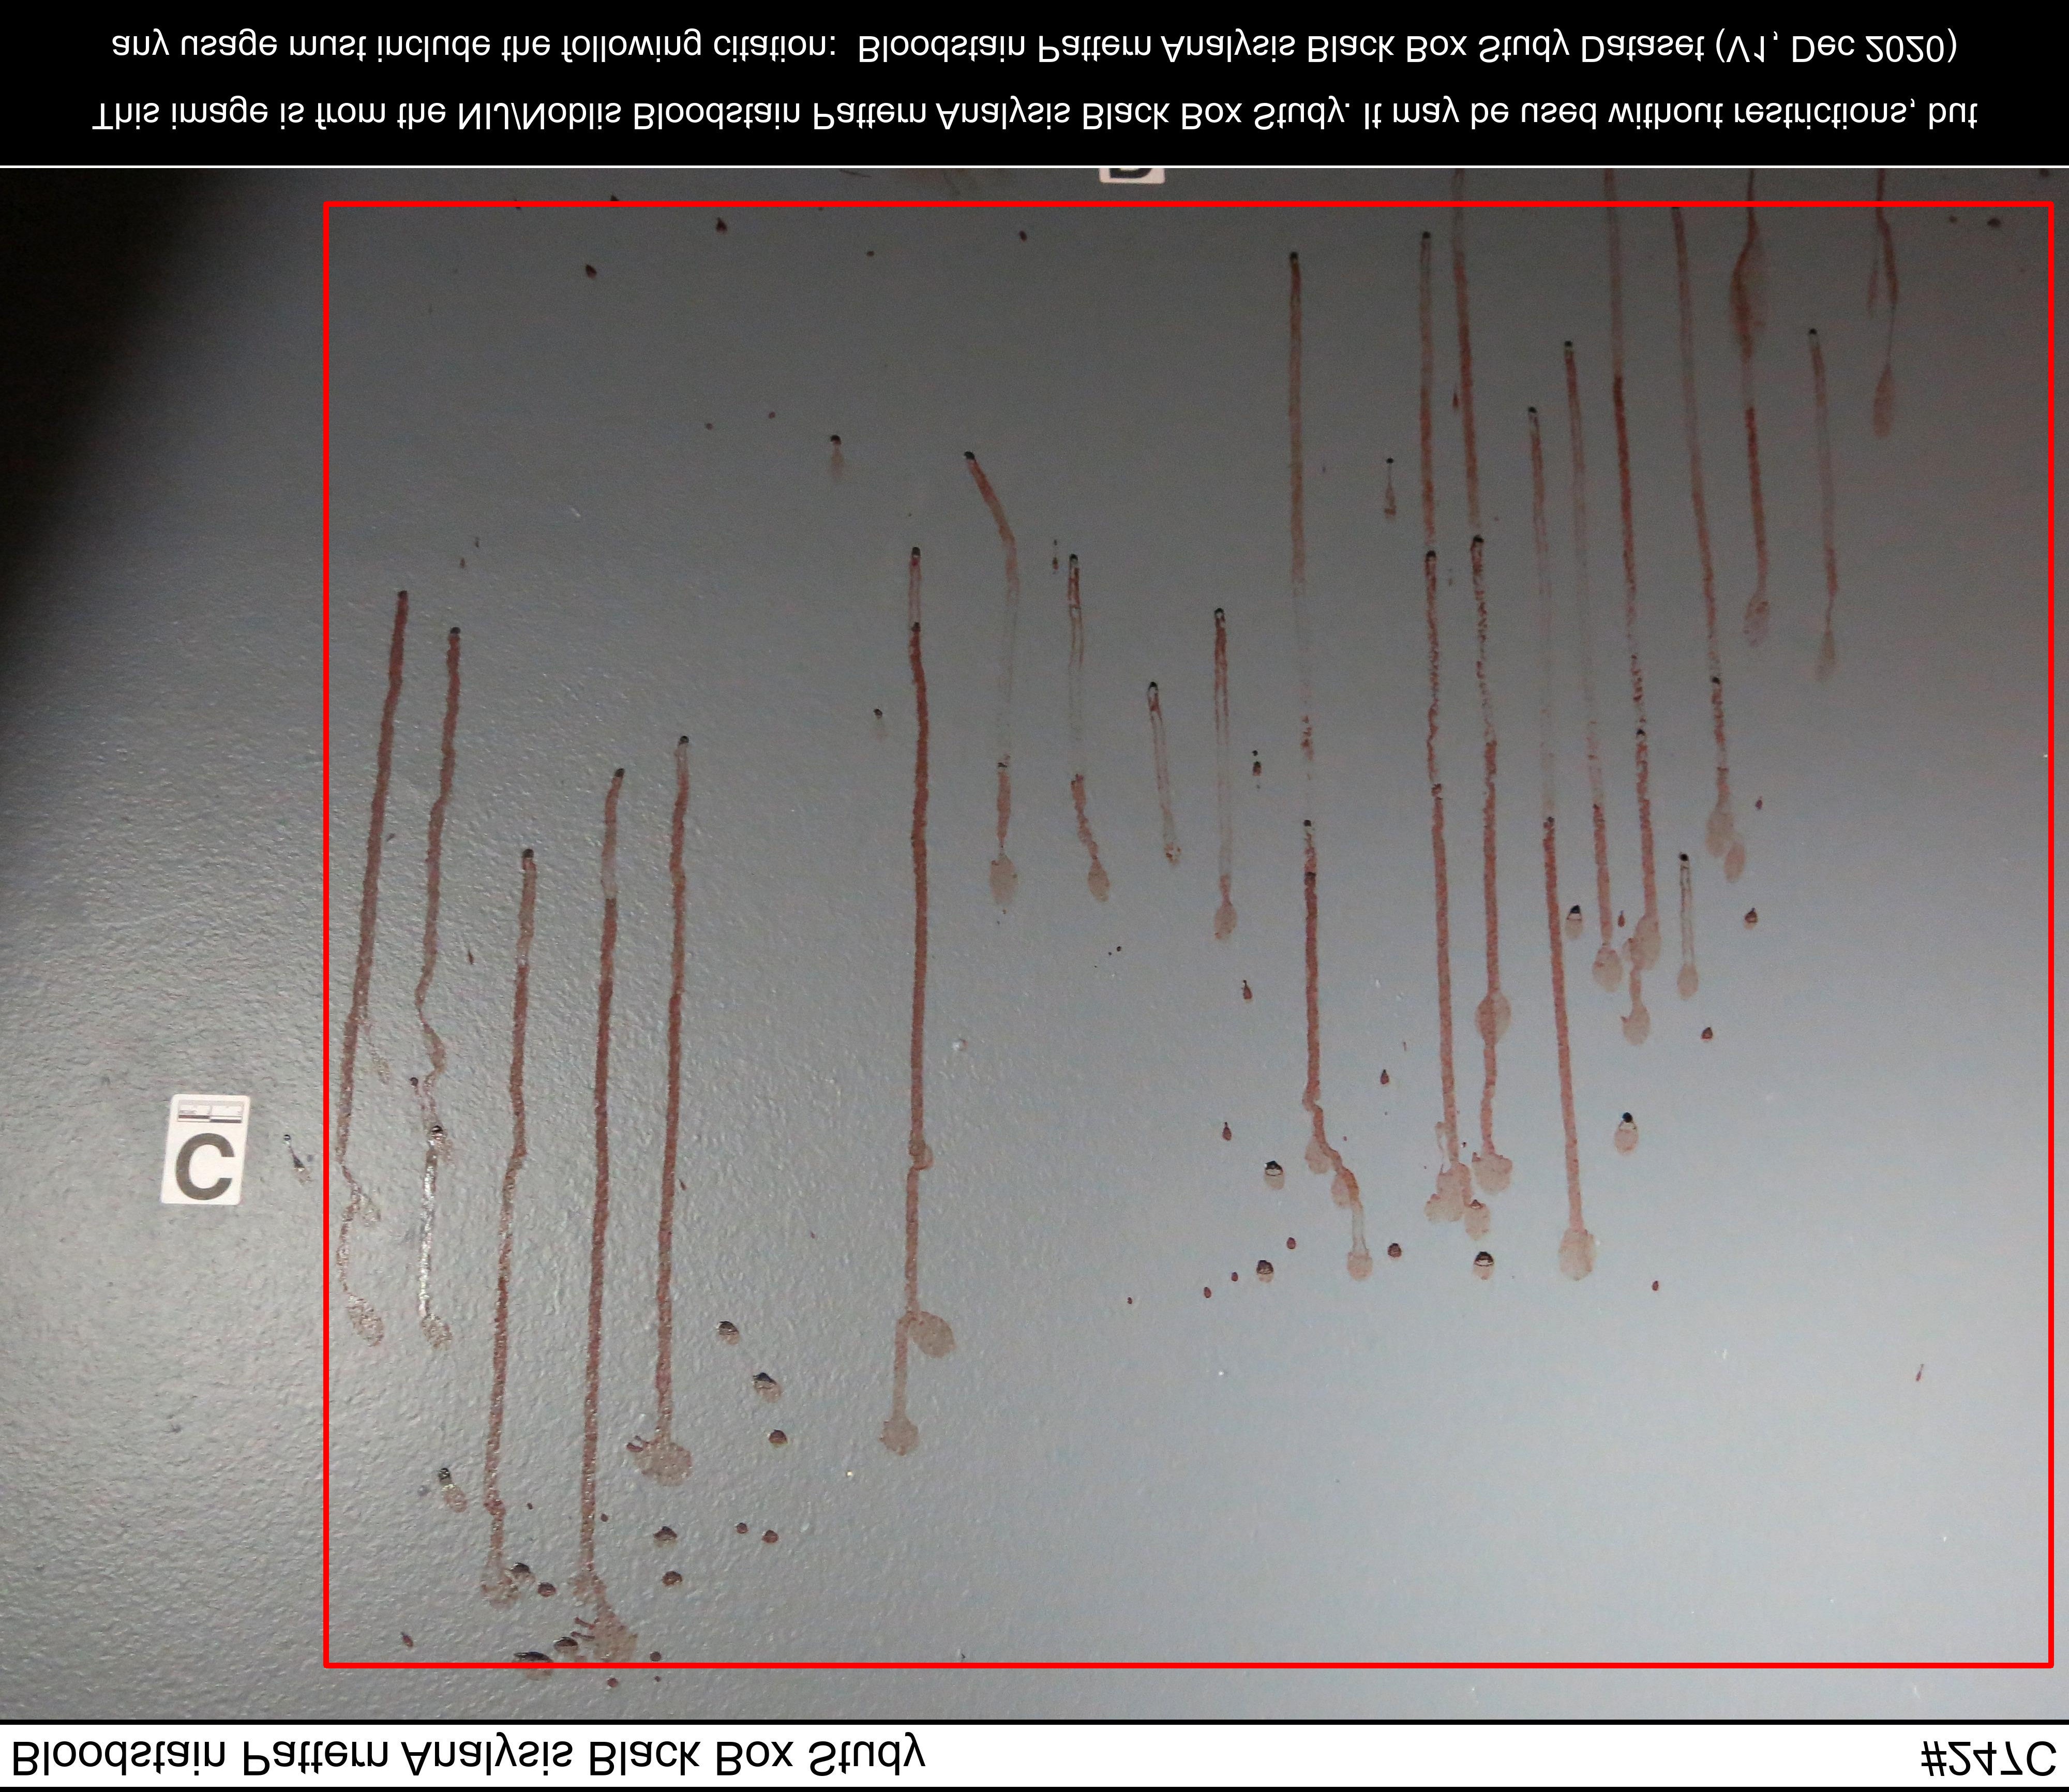 Bloodstain Pattern Analysis Black Box Study #247C
C
This image is from the NIJ/Noblis Bloodstain Pattern Analysis Black Box Study. It may be used without restrictions, but
any usage must include the following citation: Bloodstain Pattern Analysis Black Box Study Dataset (V1, Dec 2020)